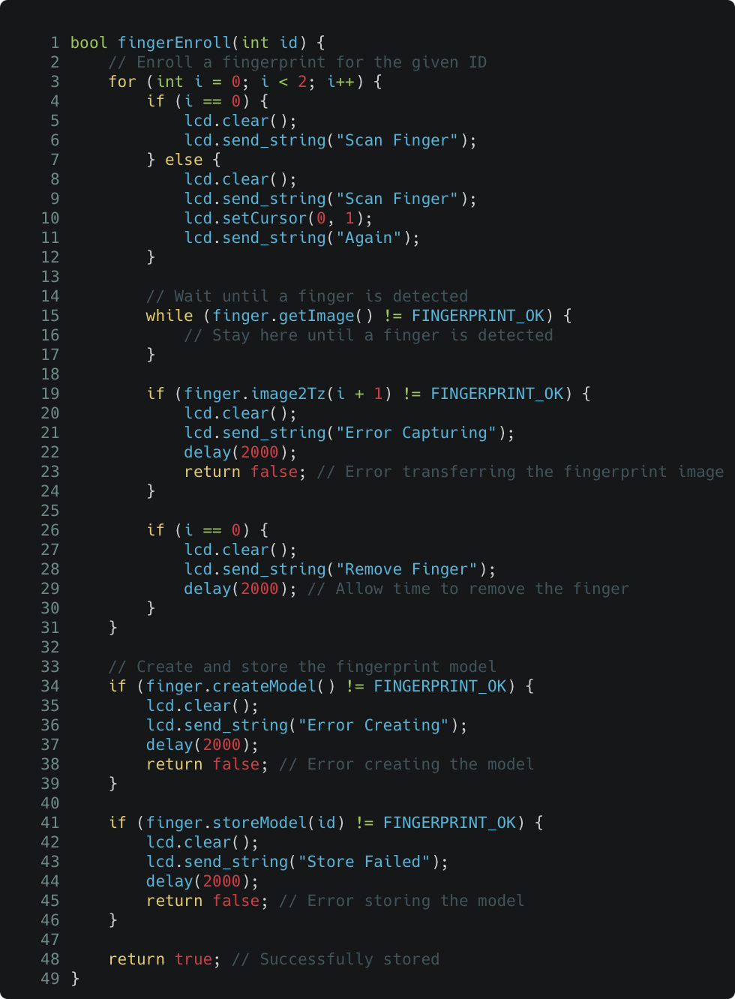 1 bool fingerEnroll(int id) {
2     // Enroll a fingerprint for the given ID
3     for (int i = 0; i < 2; i++) {
4         if (i == 0) {
5             lcd.clear();
6             lcd.send_string("Scan Finger");
7         } else {
8             lcd.clear();
9             lcd.send_string("Scan Finger");
10             lcd.setCursor(0, 1);
11             lcd.send_string("Again");
12         }
13
14         // Wait until a finger is detected
15         while (finger.getImage() != FINGERPRINT_OK) {
16             // Stay here until a finger is detected
17         }
18
19         if (finger.image2Tz(i + 1) != FINGERPRINT_OK) {
20             lcd.clear();
21             lcd.send_string("Error Capturing");
22             delay(2000);
23             return false; // Error transferring the fingerprint image
24         }
25
26         if (i == 0) {
27             lcd.clear();
28             lcd.send_string("Remove Finger");
29             delay(2000); // Allow time to remove the finger
30         }
31     }
32
33     // Create and store the fingerprint model
34     if (finger.createModel() != FINGERPRINT_OK) {
35         lcd.clear();
36         lcd.send_string("Error Creating");
37         delay(2000);
38         return false; // Error creating the model
39     }
40
41     if (finger.storeModel(id) != FINGERPRINT_OK) {
42         lcd.clear();
43         lcd.send_string("Store Failed");
44         delay(2000);
45         return false; // Error storing the model
46     }
47
48     return true; // Successfully stored
49 }